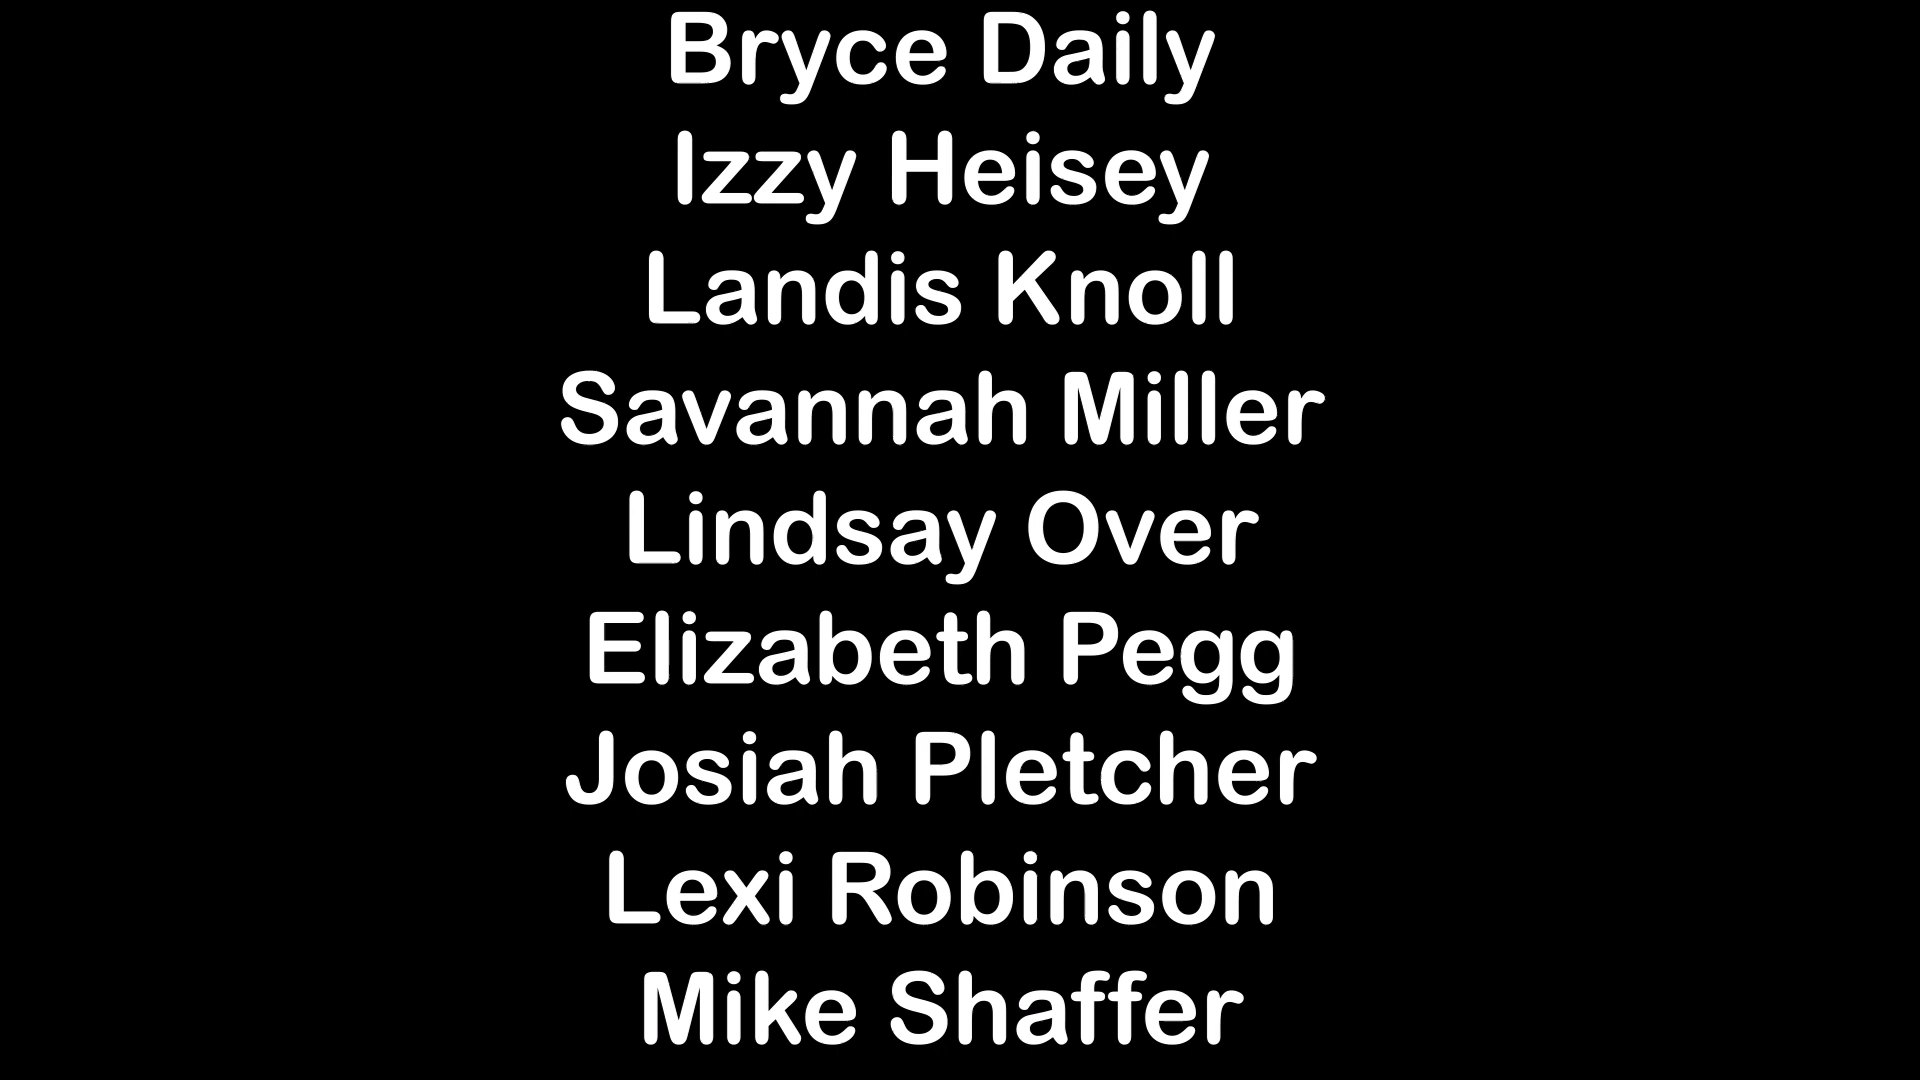 Bryce Daily
Izzy Heisey
Landis Knoll
Savannah Miller
Lindsay Over
Elizabeth Pegg
Josiah Pletcher
Lexi Robinson
Mike Shaffer